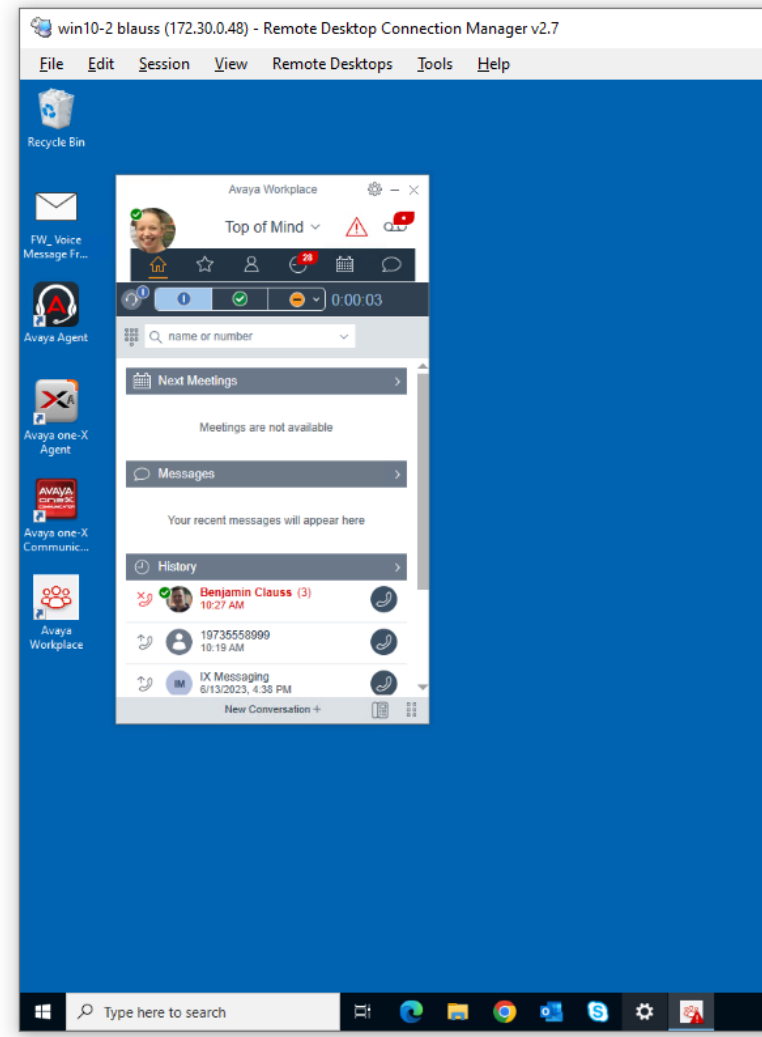 win10-2 blauss (172.30.0.48) - Remote Desktop Connection Manager v2.7
File Edit Session View Remote Desktops Tools Help
Recycle Bin
FW_ Voice
Message Fr...
Avaya Agent
Avaya one-X
Agent
AVAYA
one-X
Avaya one-X
Communic...
Avaya
Workplace
Avaya Workplace
Top of Mind
28
0:00:03
name or number
Next Meetings
Meetings are not available
Messages
Your recent messages will appear here
History
Benjamin Clauss (3)
10:27 AM
19735558999
10:19 AM
IM
IX Messaging
6/13/2023, 4:38 PM
New Conversation +
Type here to search